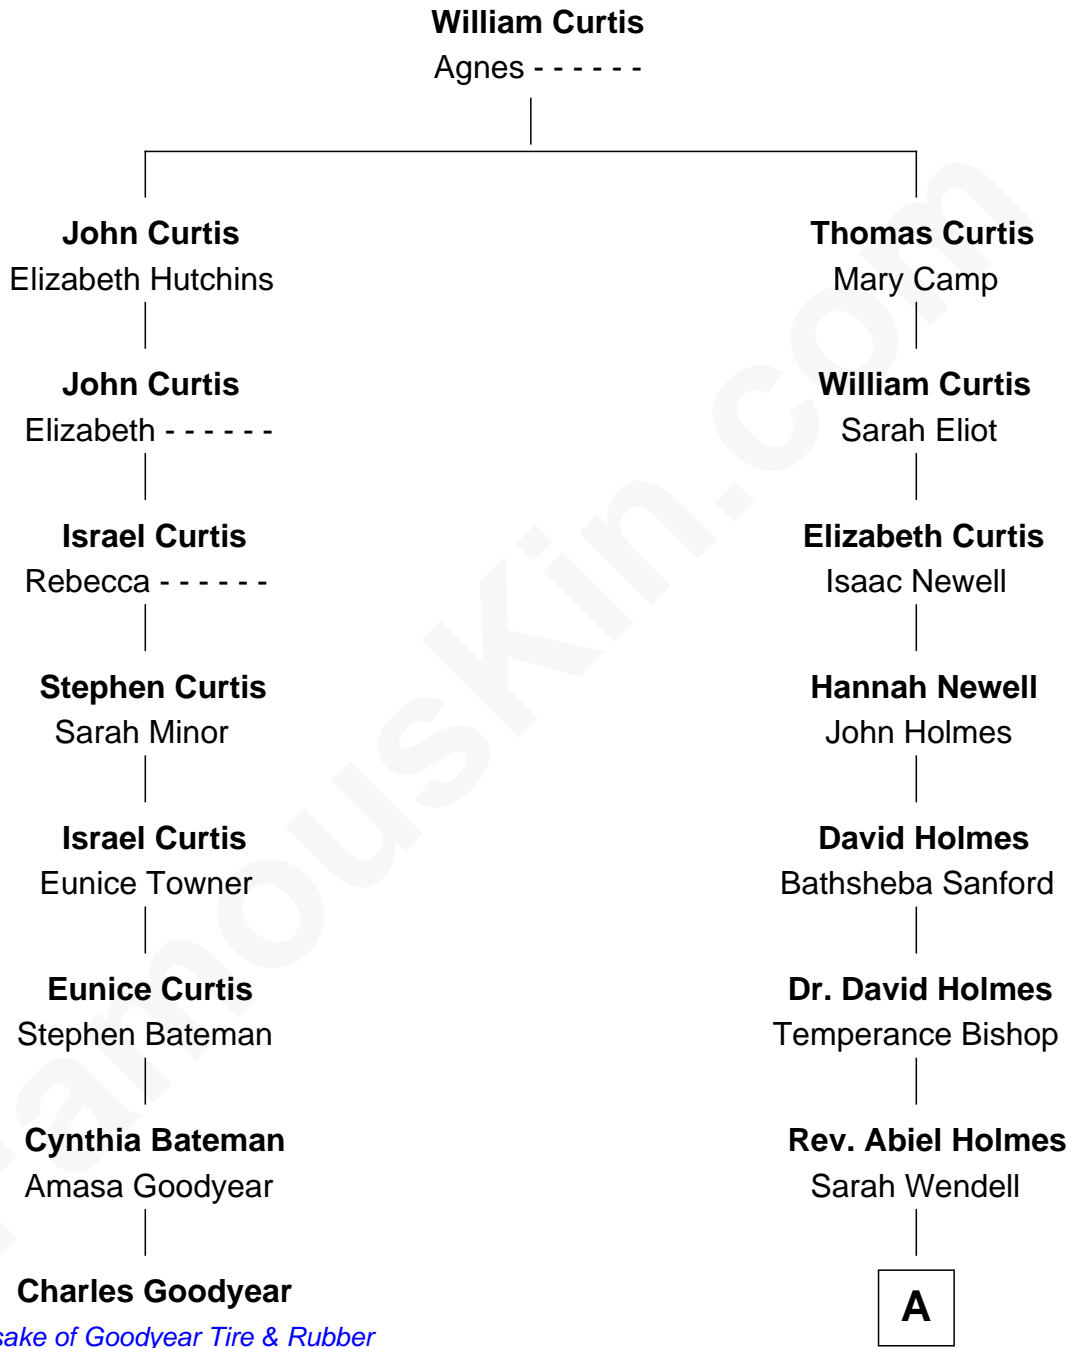 William Curtis
Agnes - - - - - -
John Curtis
Elizabeth Hutchins
Thomas Curtis
Mary Camp
John Curtis
Elizabeth - - - - - -
William Curtis
Sarah Eliot
Israel Curtis
Rebecca - - - - - -
Elizabeth Curtis
Isaac Newell
Stephen Curtis
Sarah Minor
Hannah Newell
John Holmes
Israel Curtis
Eunice Towner
David Holmes
Bathsheba Sanford
Eunice Curtis
Stephen Bateman
Dr. David Holmes
Temperance Bishop
Cynthia Bateman
Amasa Goodyear
Rev. Abiel Holmes
Sarah Wendell
Charles Goodyear
sake of Goodyear Tire & Rubber
A
FamousKin.com